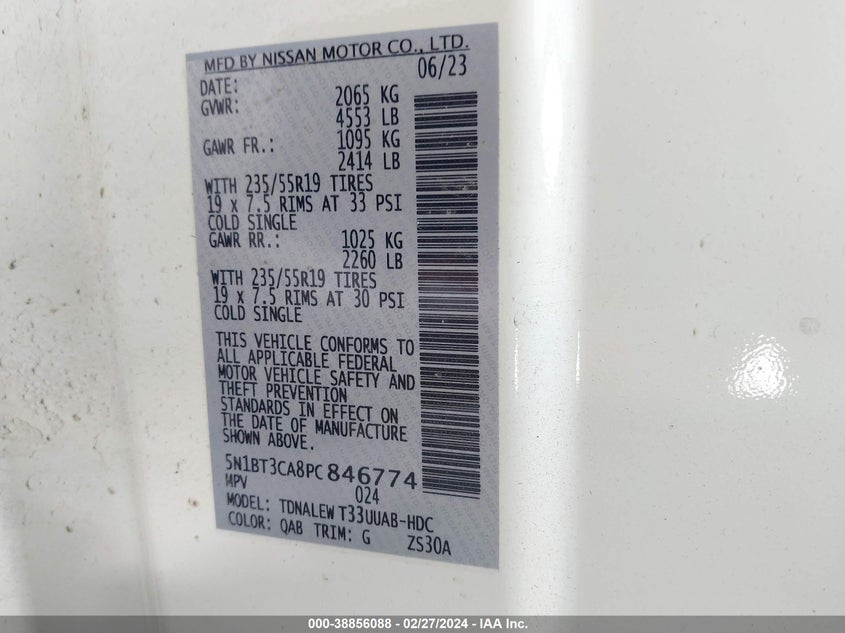 MFD BY NISSAN MOTOR CO., LTD.
DATE: 06/23
GVWR: 2065 KG
4553 LB
GAWR FR.: 1095 KG
2414 LB
WITH 235/55R19 TIRES
19 x 7.5 RIMS AT 33 PSI
COLD SINGLE
GAWR RR.: 1025 KG
2260 LB
WITH 235/55R19 TIRES
19 x 7.5 RIMS AT 30 PSI
COLD SINGLE
THIS VEHICLE CONFORMS TO
ALL APPLICABLE FEDERAL
MOTOR VEHICLE SAFETY AND
THEFT PREVENTION
STANDARDS IN EFFECT ON
THE DATE OF MANUFACTURE
SHOWN ABOVE.
5N1BT3CA8PC846774
MPV 024
MODEL: TDNALEW T33UUAB-HDC
COLOR: QAB TRIM: G ZS30A
000-38856088 - 02/27/2024 - IAA Inc.